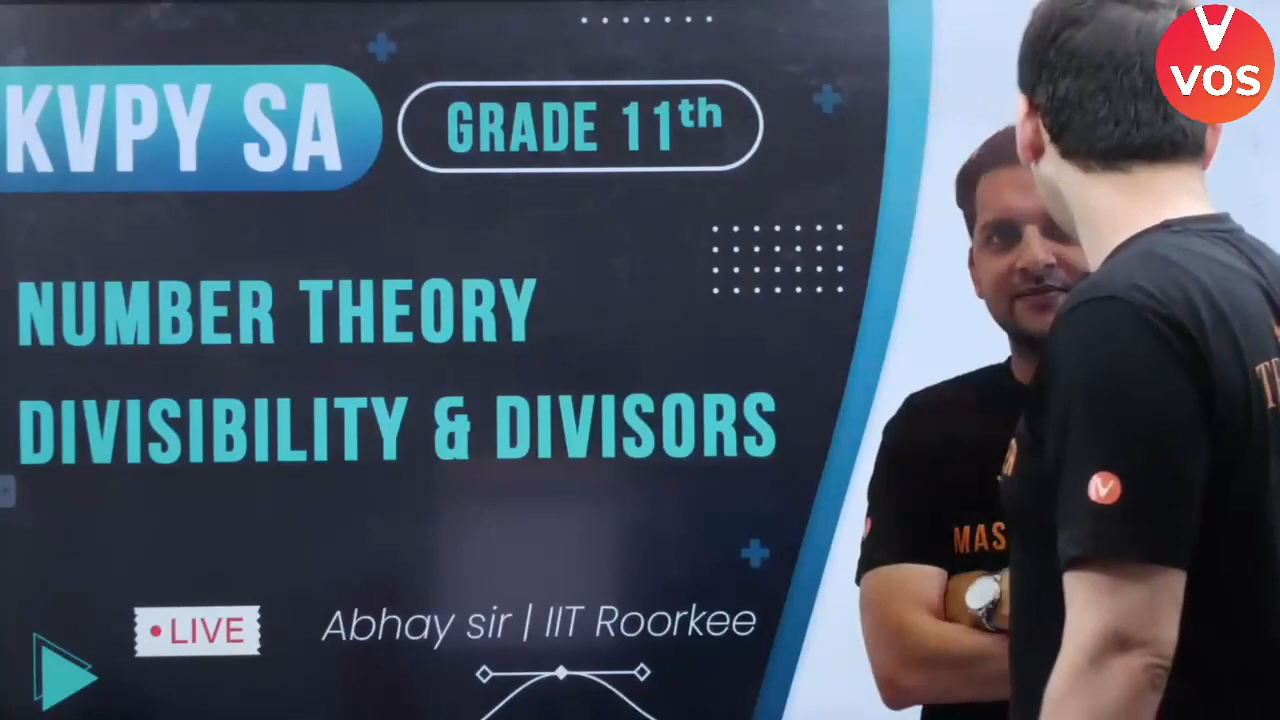 VOS
KVPY SA
GRADE 11th
NUMBER THEORY
DIVISIBILITY & DIVISORS
MAS
LIVE
Abhay sir | IIT Roorkee